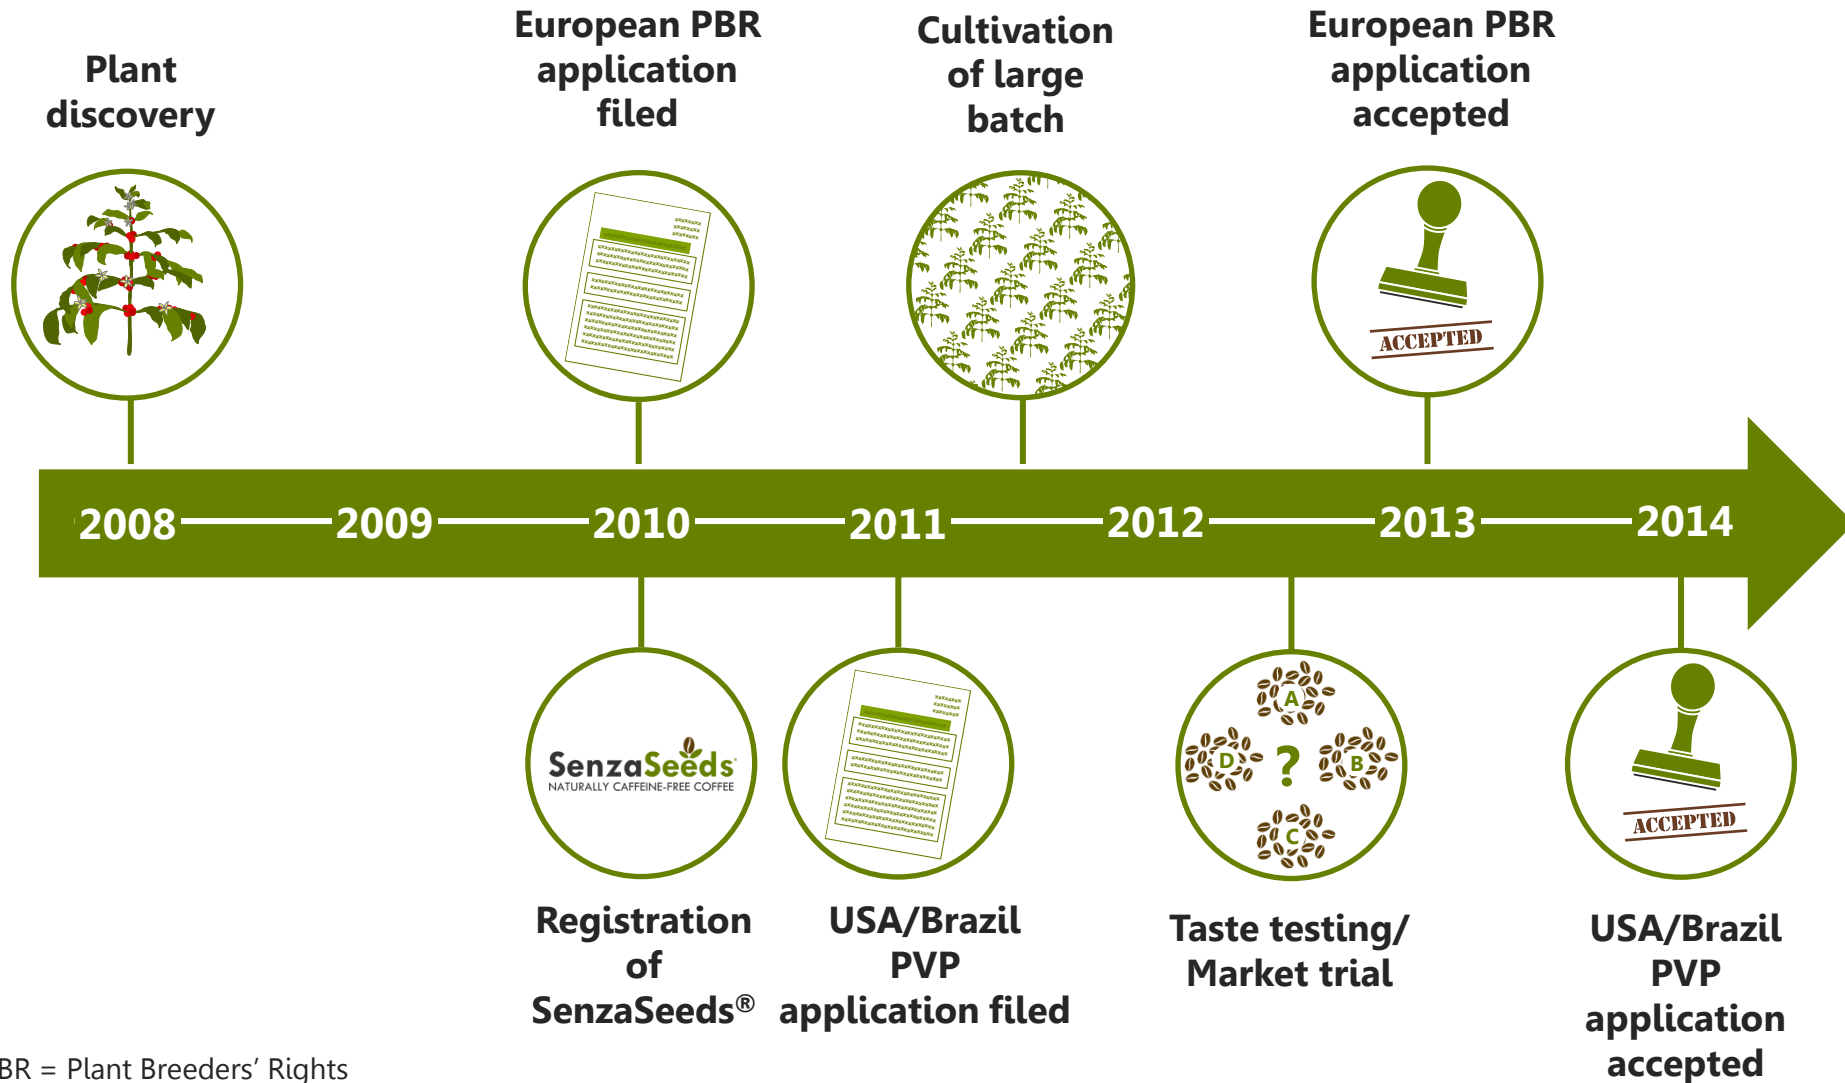 Plant
discovery
European PBR
application
filed
Cultivation
of large
batch
European PBR
application
accepted
ACCEPTED
2008
2009
2010
2011
2012
2013
2014
SenzaSeeds®
NATURALLY CAFFEINE-FREE COFFEE
A
D
?
B
C
ACCEPTED
Registration
of
SenzaSeeds®
USA/Brazil
PVP
application filed
Taste testing/
Market trial
USA/Brazil
PVP
application
accepted
BR = Plant Breeders' Rights